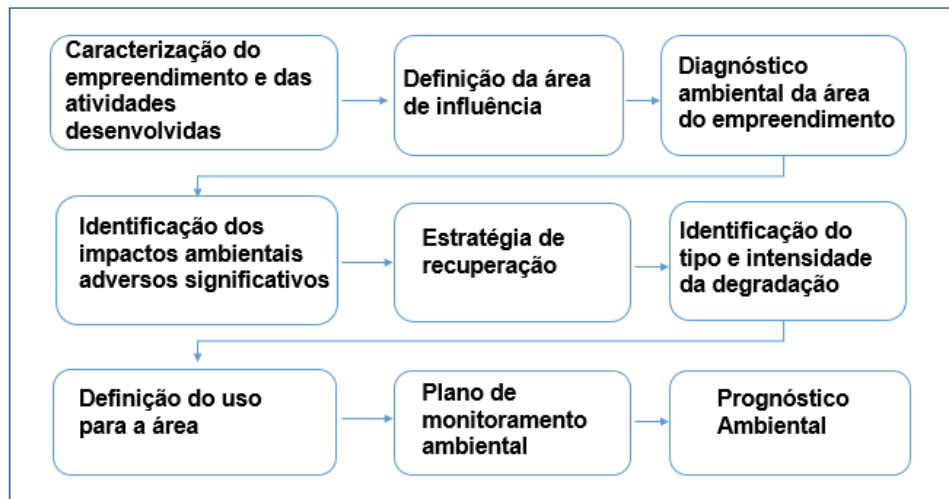 Caracterização do
empreendimento e das
atividades
desenvolvidas
Definição da área
de influência
Diagnóstico
ambiental da área
do empreendimento
Identificação dos
impactos ambientais
adversos significativos
Estratégia de
recuperação
Identificação do
tipo e intensidade
da degradação
Definição do uso
para a área
Plano de
monitoramento
ambiental
Prognóstico
Ambiental